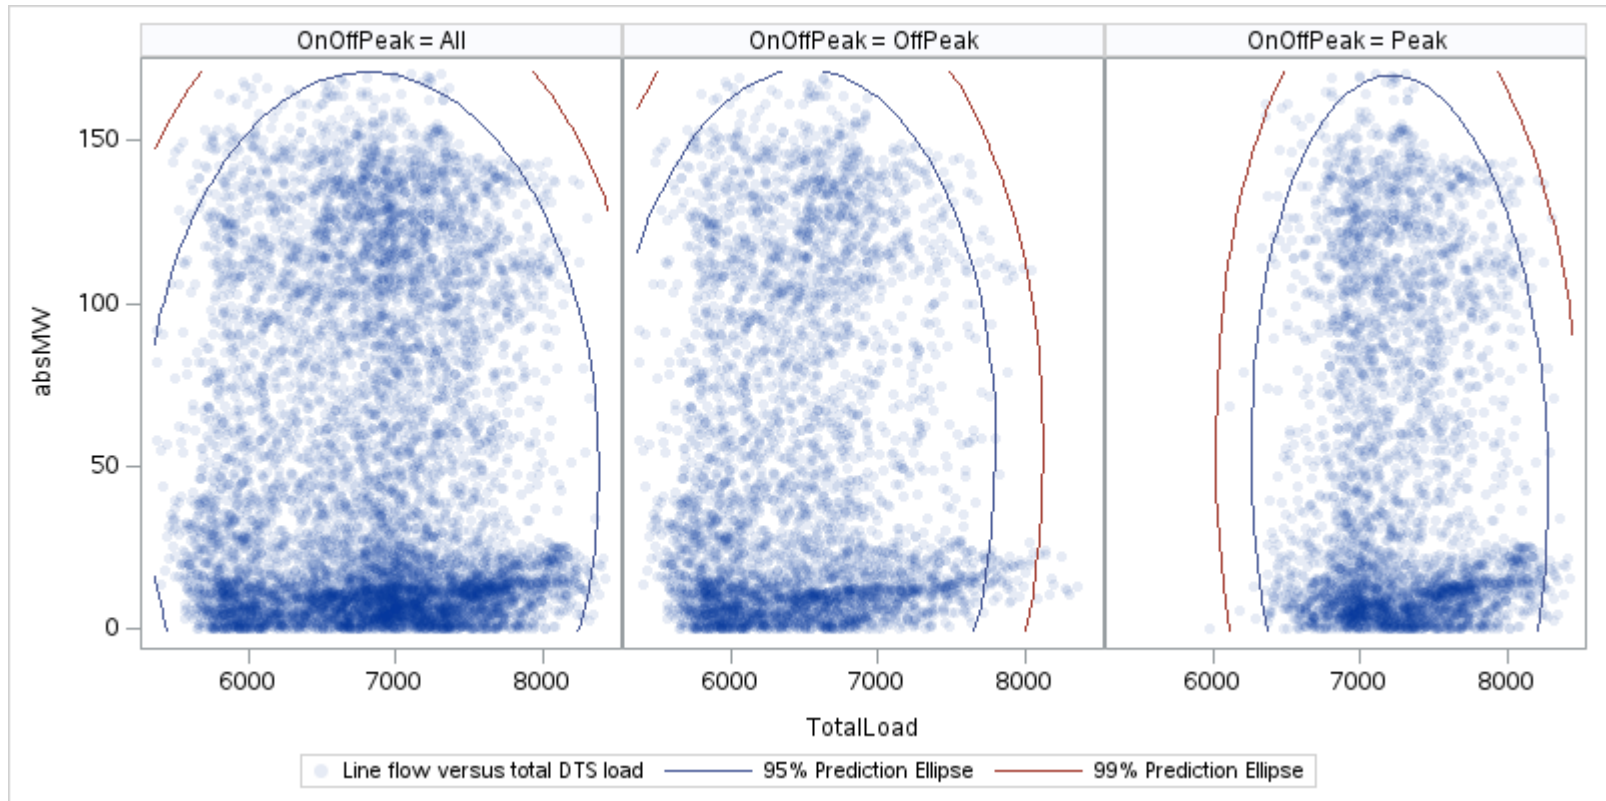 OnOffPeak = All
OnOffPeak = OffPeak
OnOffPeak = Peak
absMW
150
100
50
0
6000 7000 8000
6000 7000 8000
6000 7000 8000
TotalLoad
Line flow versus total DTS load 95% Prediction Ellipse 99% Prediction Ellipse